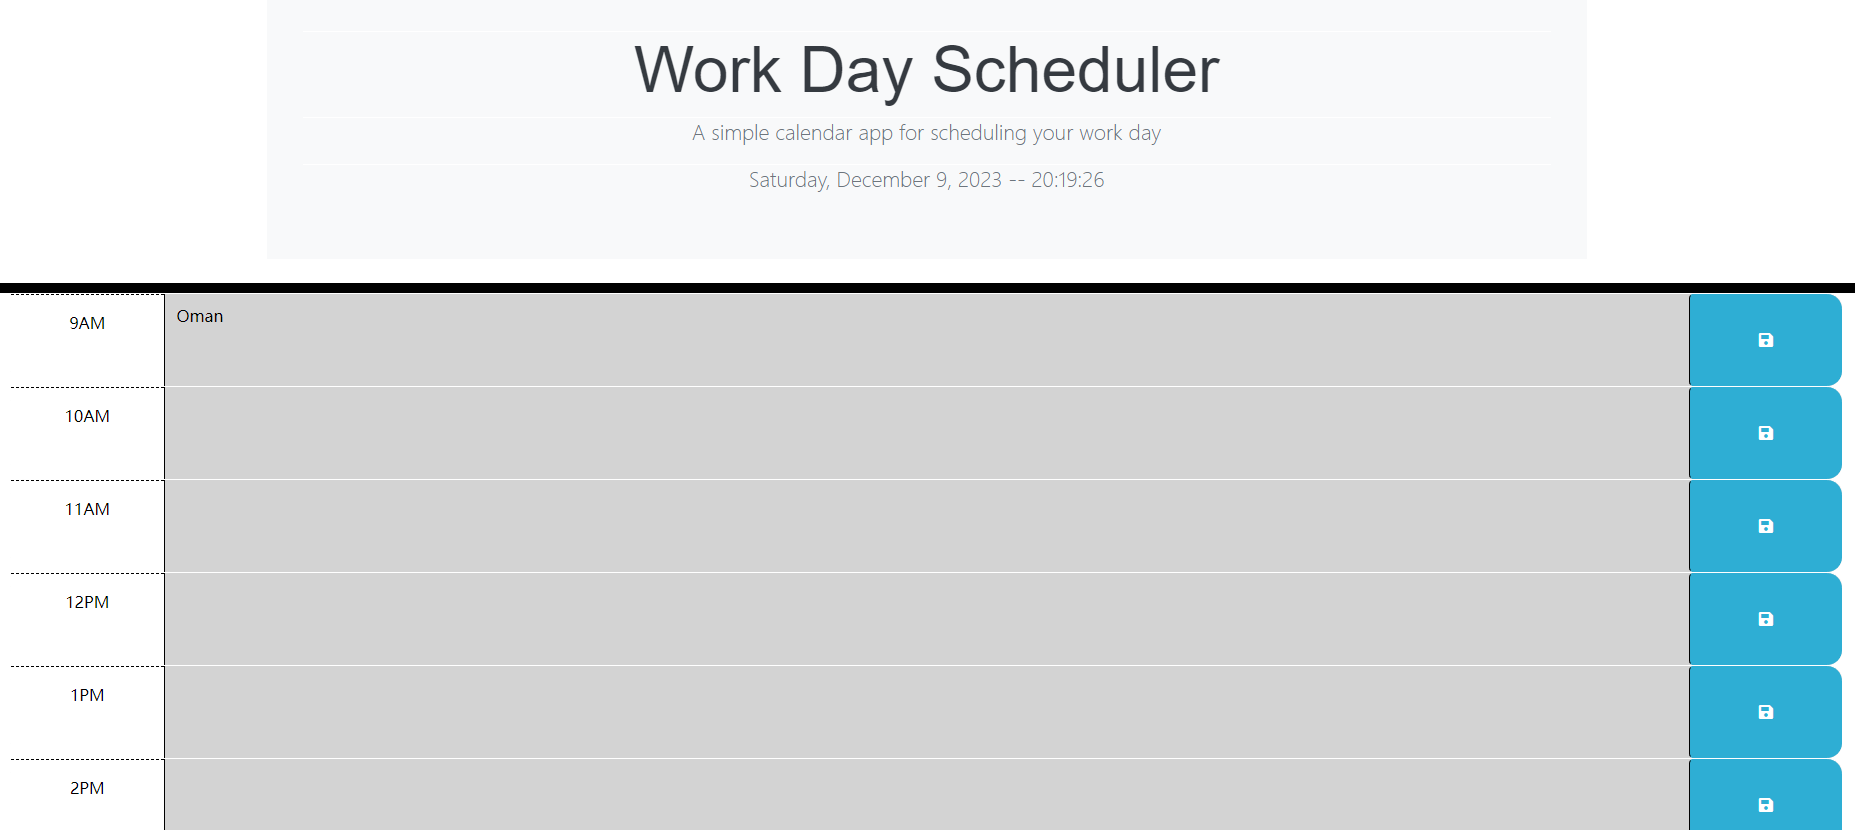 Work Day Scheduler
A simple calendar app for scheduling your work day
Saturday, December 9, 2023 -- 20:19:26
9AM
Oman
10AM
11AM
12PM
1PM
2PM